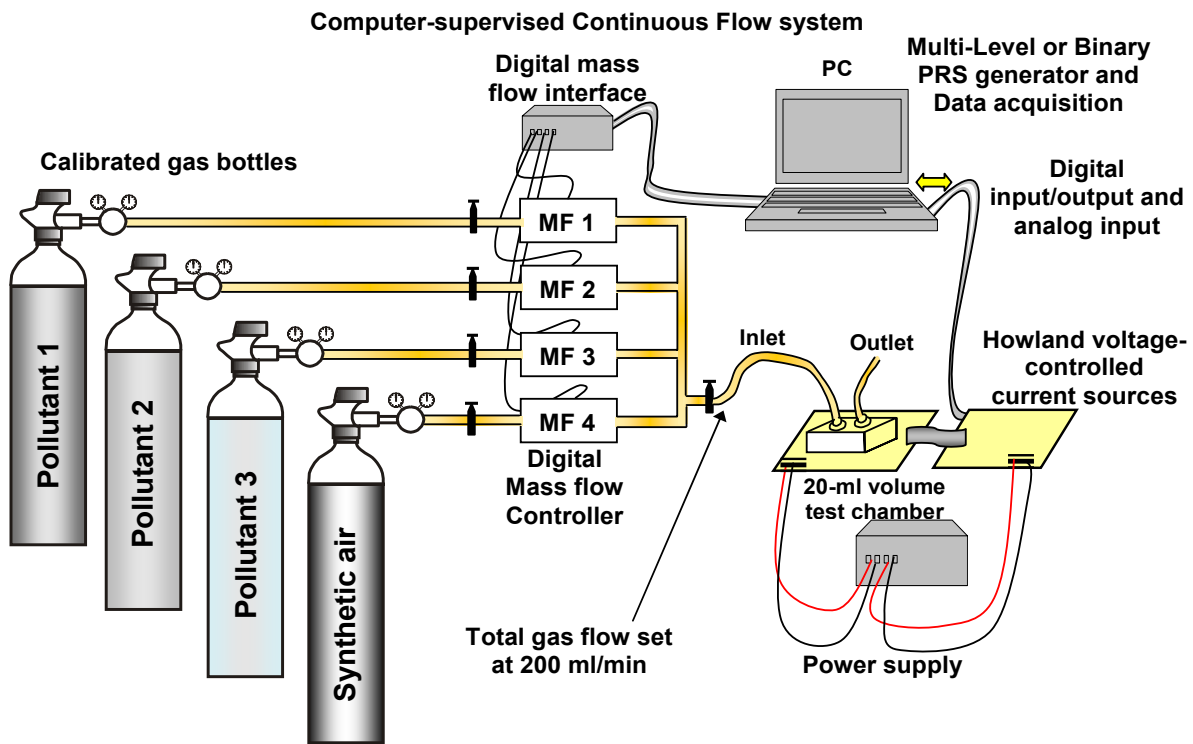 Computer-supervised Continuous Flow system
Digital mass
flow interface
PC
Multi-Level or Binary
PRS generator and
Data acquisition
Calibrated gas bottles
Digital
input/output and
analog input
MF 1
MF 2
MF 3
MF 4
Digital
Mass flow
Controller
Inlet
Outlet
Howland voltage-
controlled
current sources
20-ml volume
test chamber
Pollutant 1
Pollutant 2
Pollutant 3
Synthetic air
Total gas flow set
at 200 ml/min
Power supply